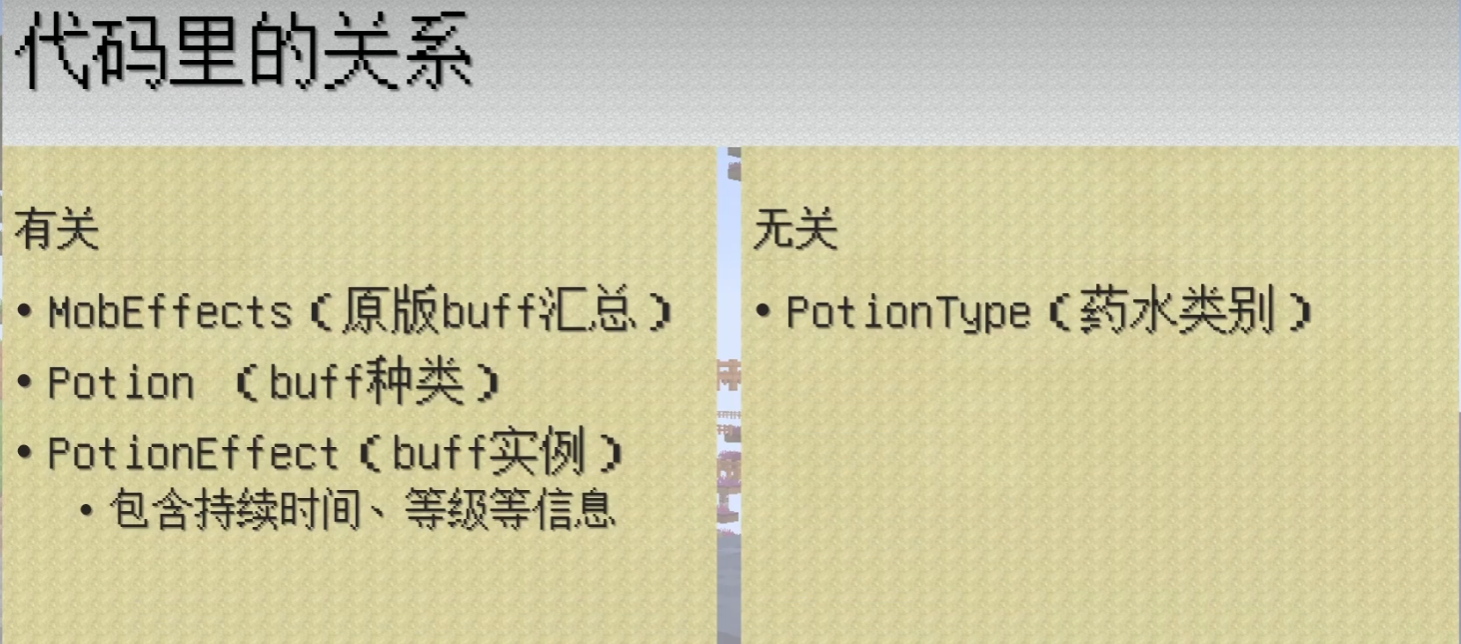 代码里的关系
有关
• MobEffects（原版buff汇总）
• Potion （buff种类）
• PotionEffect（buff实例）
• 包含持续时间、等级等信息
无关
• PotionType（药水类别）